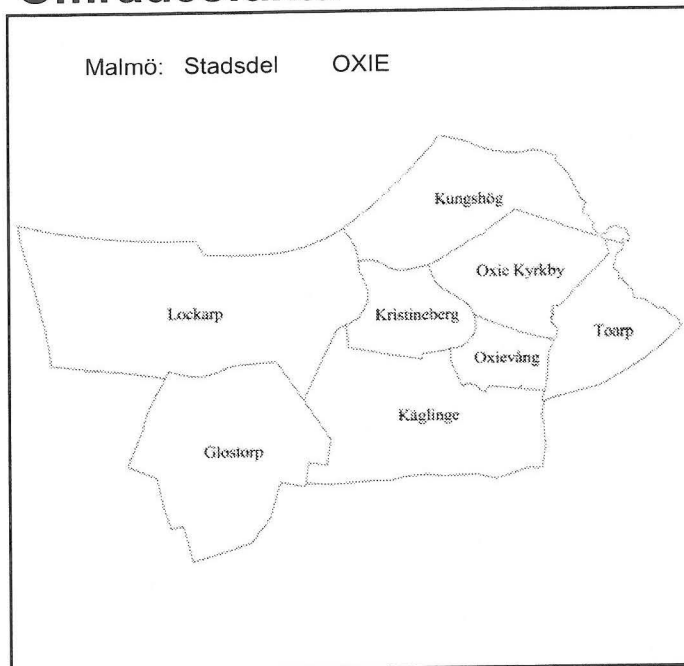 Malmö: Stadsdel OXIE
Kungshög
Oxie Kyrkby
Lockarp
Kristineberg
Toarp
Oxievång
Käglinge
Glostorp